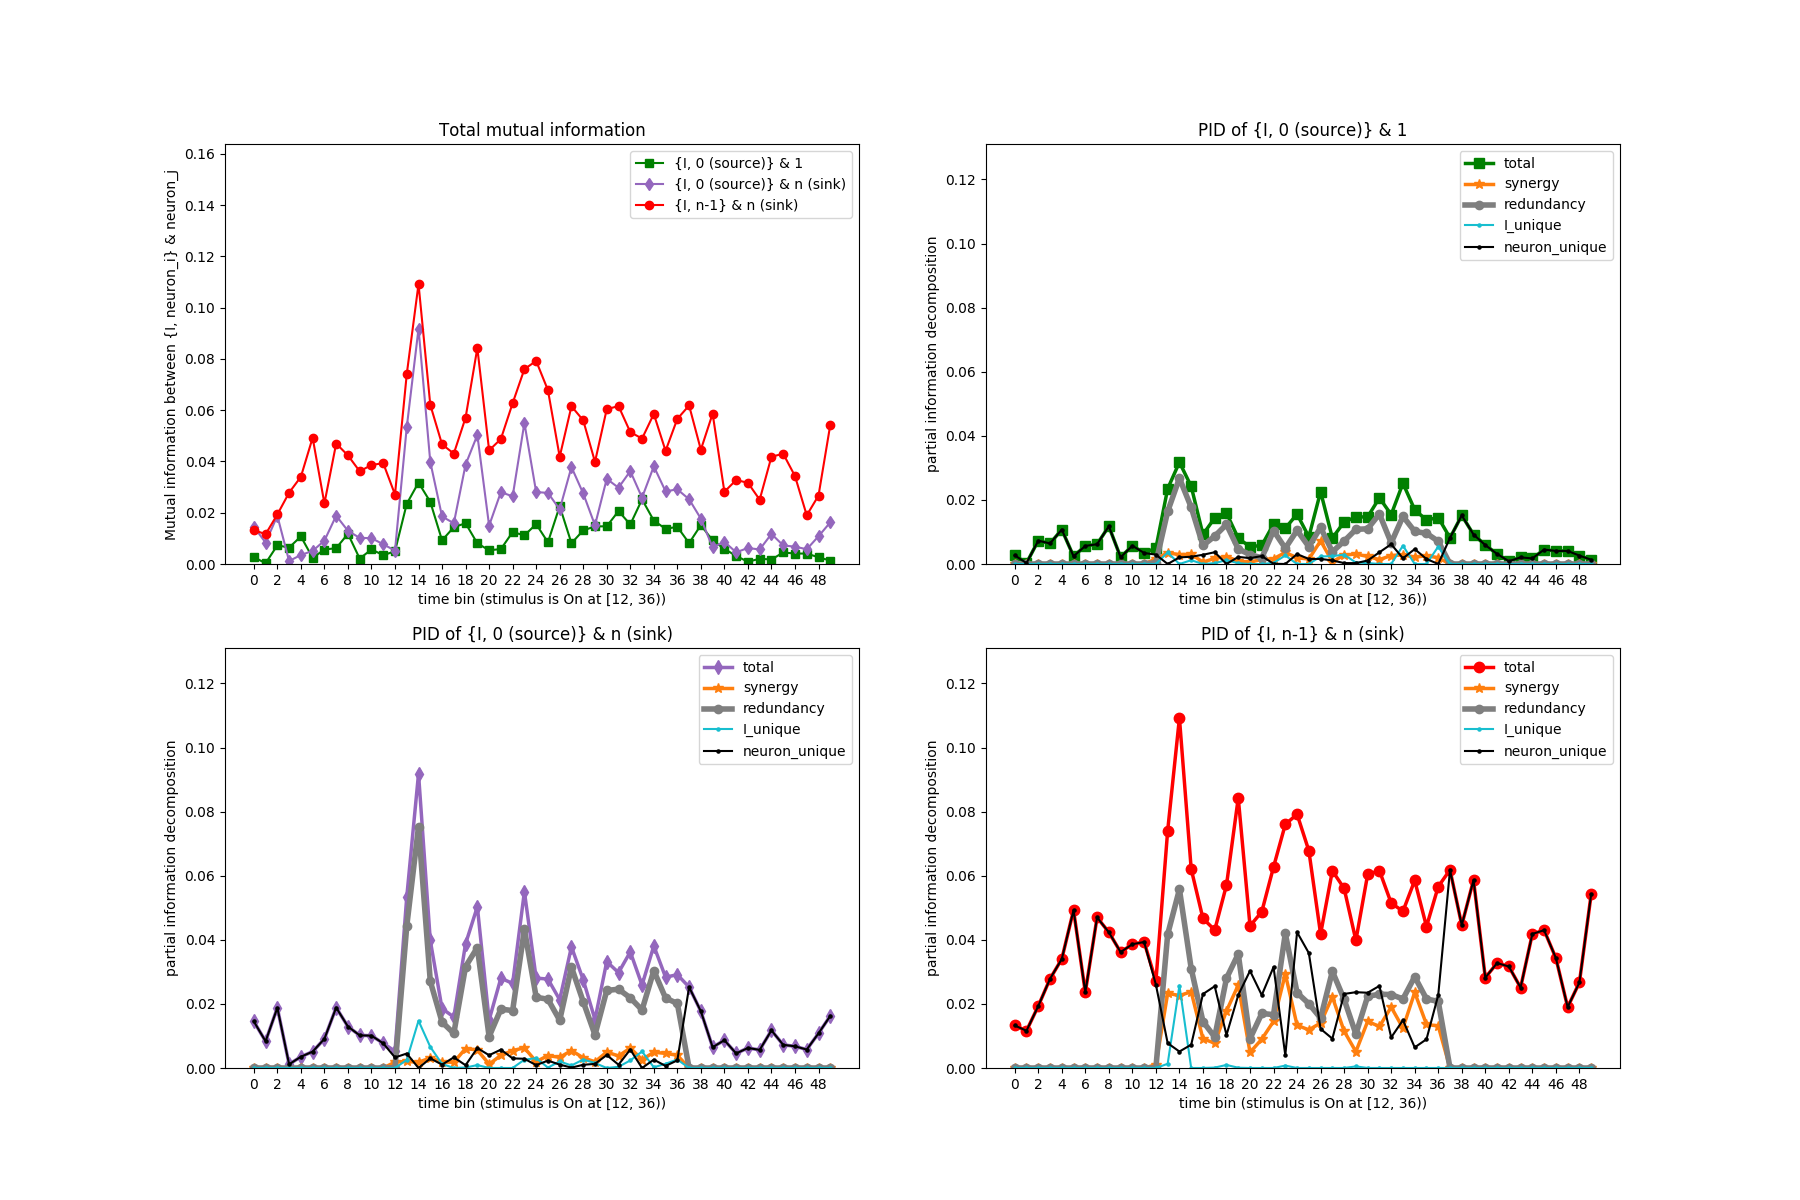 Total mutual information
0.16
0.14
0.12
0.10
0.08
0.06
0.04
0.02
0.00
Mutual information between {I, neuron_i} & neuron_j
{I, 0 (source)} & 1
{I, 0 (source)} & n (sink)
{I, n-1} & n (sink)
0 2 4 6 8 10 12 14 16 18 20 22 24 26 28 30 32 34 36 38 40 42 44 46 48
time bin (stimulus is On at [12, 36))
PID of {I, 0 (source)} & 1
0.12
0.10
0.08
0.06
0.04
0.02
0.00
partial information decomposition
total
synergy
redundancy
I_unique
neuron_unique
0 2 4 6 8 10 12 14 16 18 20 22 24 26 28 30 32 34 36 38 40 42 44 46 48
time bin (stimulus is On at [12, 36))
PID of {I, 0 (source)} & n (sink)
0.12
0.10
0.08
0.06
0.04
0.02
0.00
partial information decomposition
total
synergy
redundancy
I_unique
neuron_unique
0 2 4 6 8 10 12 14 16 18 20 22 24 26 28 30 32 34 36 38 40 42 44 46 48
time bin (stimulus is On at [12, 36))
PID of {I, n-1} & n (sink)
0.12
0.10
0.08
0.06
0.04
0.02
0.00
partial information decomposition
total
synergy
redundancy
I_unique
neuron_unique
0 2 4 6 8 10 12 14 16 18 20 22 24 26 28 30 32 34 36 38 40 42 44 46 48
time bin (stimulus is On at [12, 36))